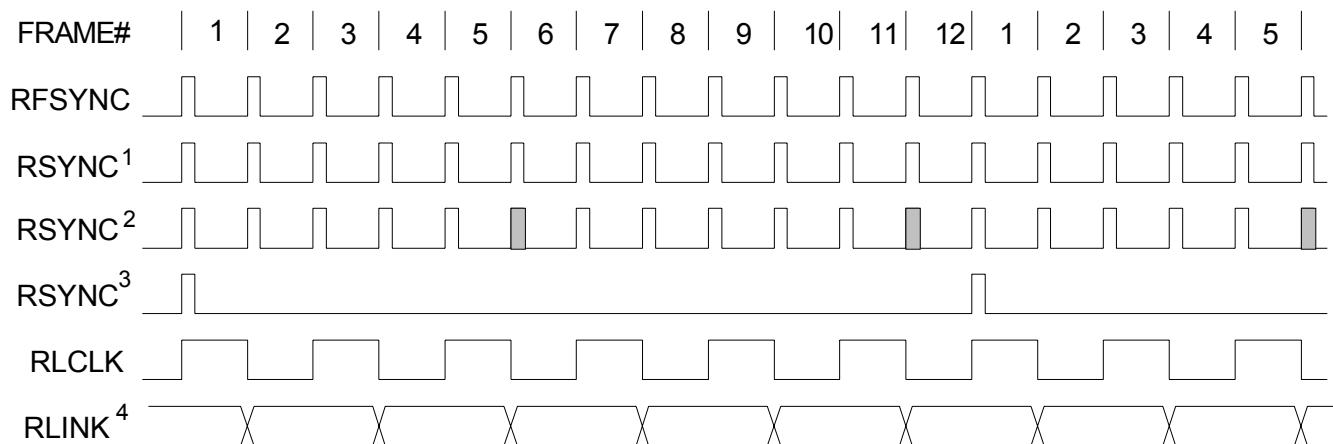 FRAME# 1 2 3 4 5 6 7 8 9 10 11 12 1 2 3 4 5
RFSYNC
RSYNC1
RSYNC2
RSYNC3
RLCLK
RLINK4